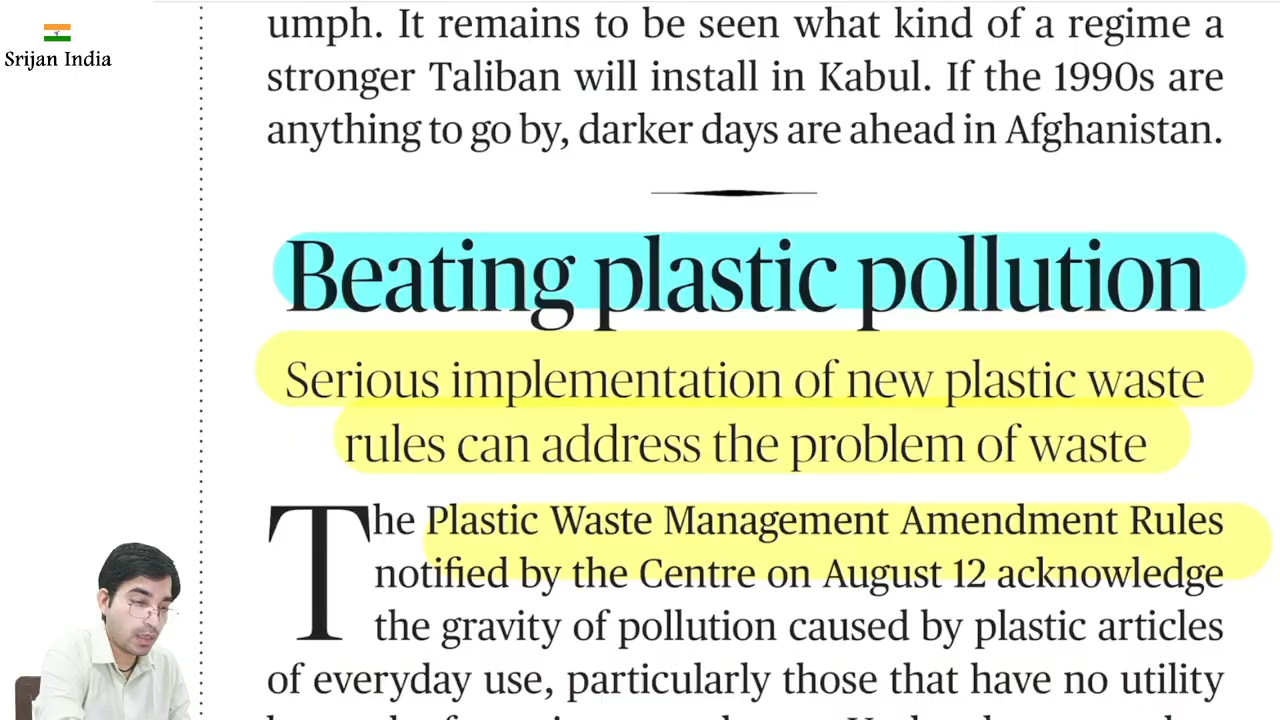 Srijan India
umph. It remains to be seen what kind of a regime a
stronger Taliban will install in Kabul. If the 1990s are
anything to go by, darker days are ahead in Afghanistan.
Beating plastic pollution
Serious implementation of new plastic waste
rules can address the problem of waste
The Plastic Waste Management Amendment Rules
notified by the Centre on August 12 acknowledge
the gravity of pollution caused by plastic articles
of everyday use, particularly those that have no utility